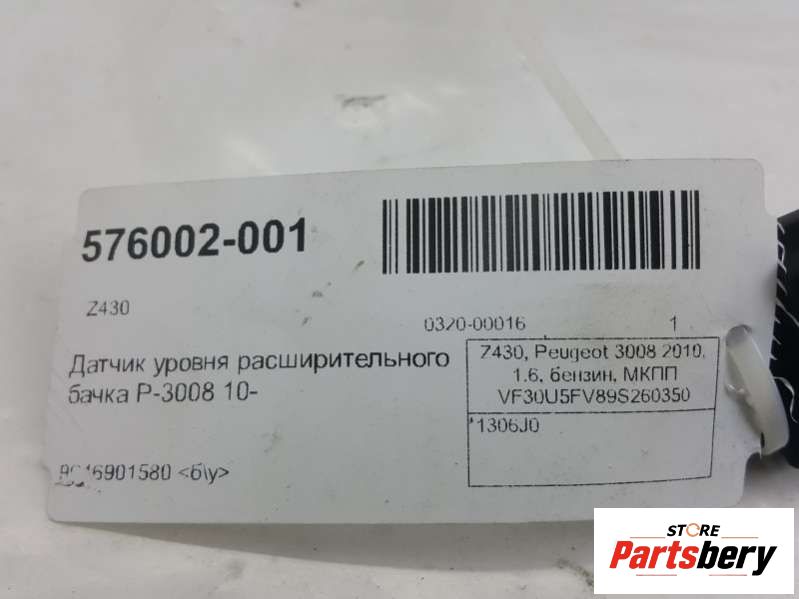 576002-001
Z430
0320-00016 1
Датчик уровня расширительного
бачка P-3008 10-
Z430, Peugeot 3008 2010,
1.6, бензин, МКПП
VF30U5FV89S260350
*1306J0
<б\у>
STORE
Partsbery